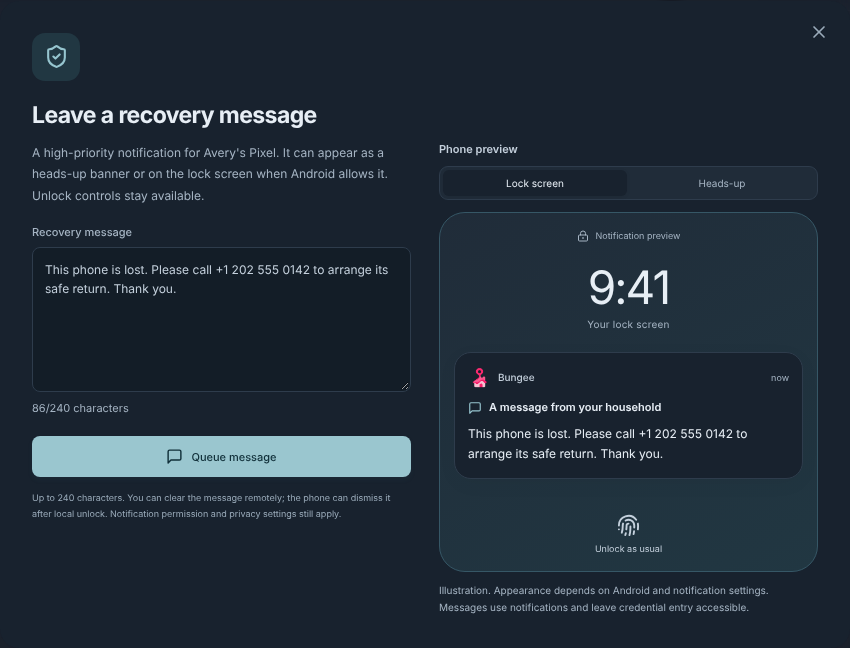 Leave a recovery message
A high-priority notification for Avery's Pixel. It can appear as a
heads-up banner or on the lock screen when Android allows it.
Unlock controls stay available.
Recovery message
This phone is lost. Please call +1 202 555 0142 to arrange its
safe return. Thank you.
86/240 characters
Queue message
Up to 240 characters. You can clear the message remotely; the phone can dismiss it
after local unlock. Notification permission and privacy settings still apply.
Phone preview
Lock screen
Heads-up
Notification preview
9:41
Your lock screen
Bungee
now
A message from your household
This phone is lost. Please call +1 202 555 0142 to
arrange its safe return. Thank you.
Unlock as usual
Illustration. Appearance depends on Android and notification settings.
Messages use notifications and leave credential entry accessible.